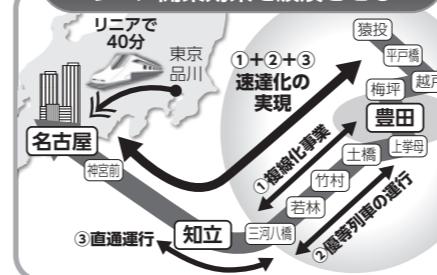 リニアで
40分
東京
品川
①+②+③
速達化の
実現
猿投
平戸橋
越戸
梅坪
豊田
上挙母
土橋
竹村
若林
三河八橋
知立
神宮前
名古屋
①複線化事業
②優等列車の運行
③直通運行